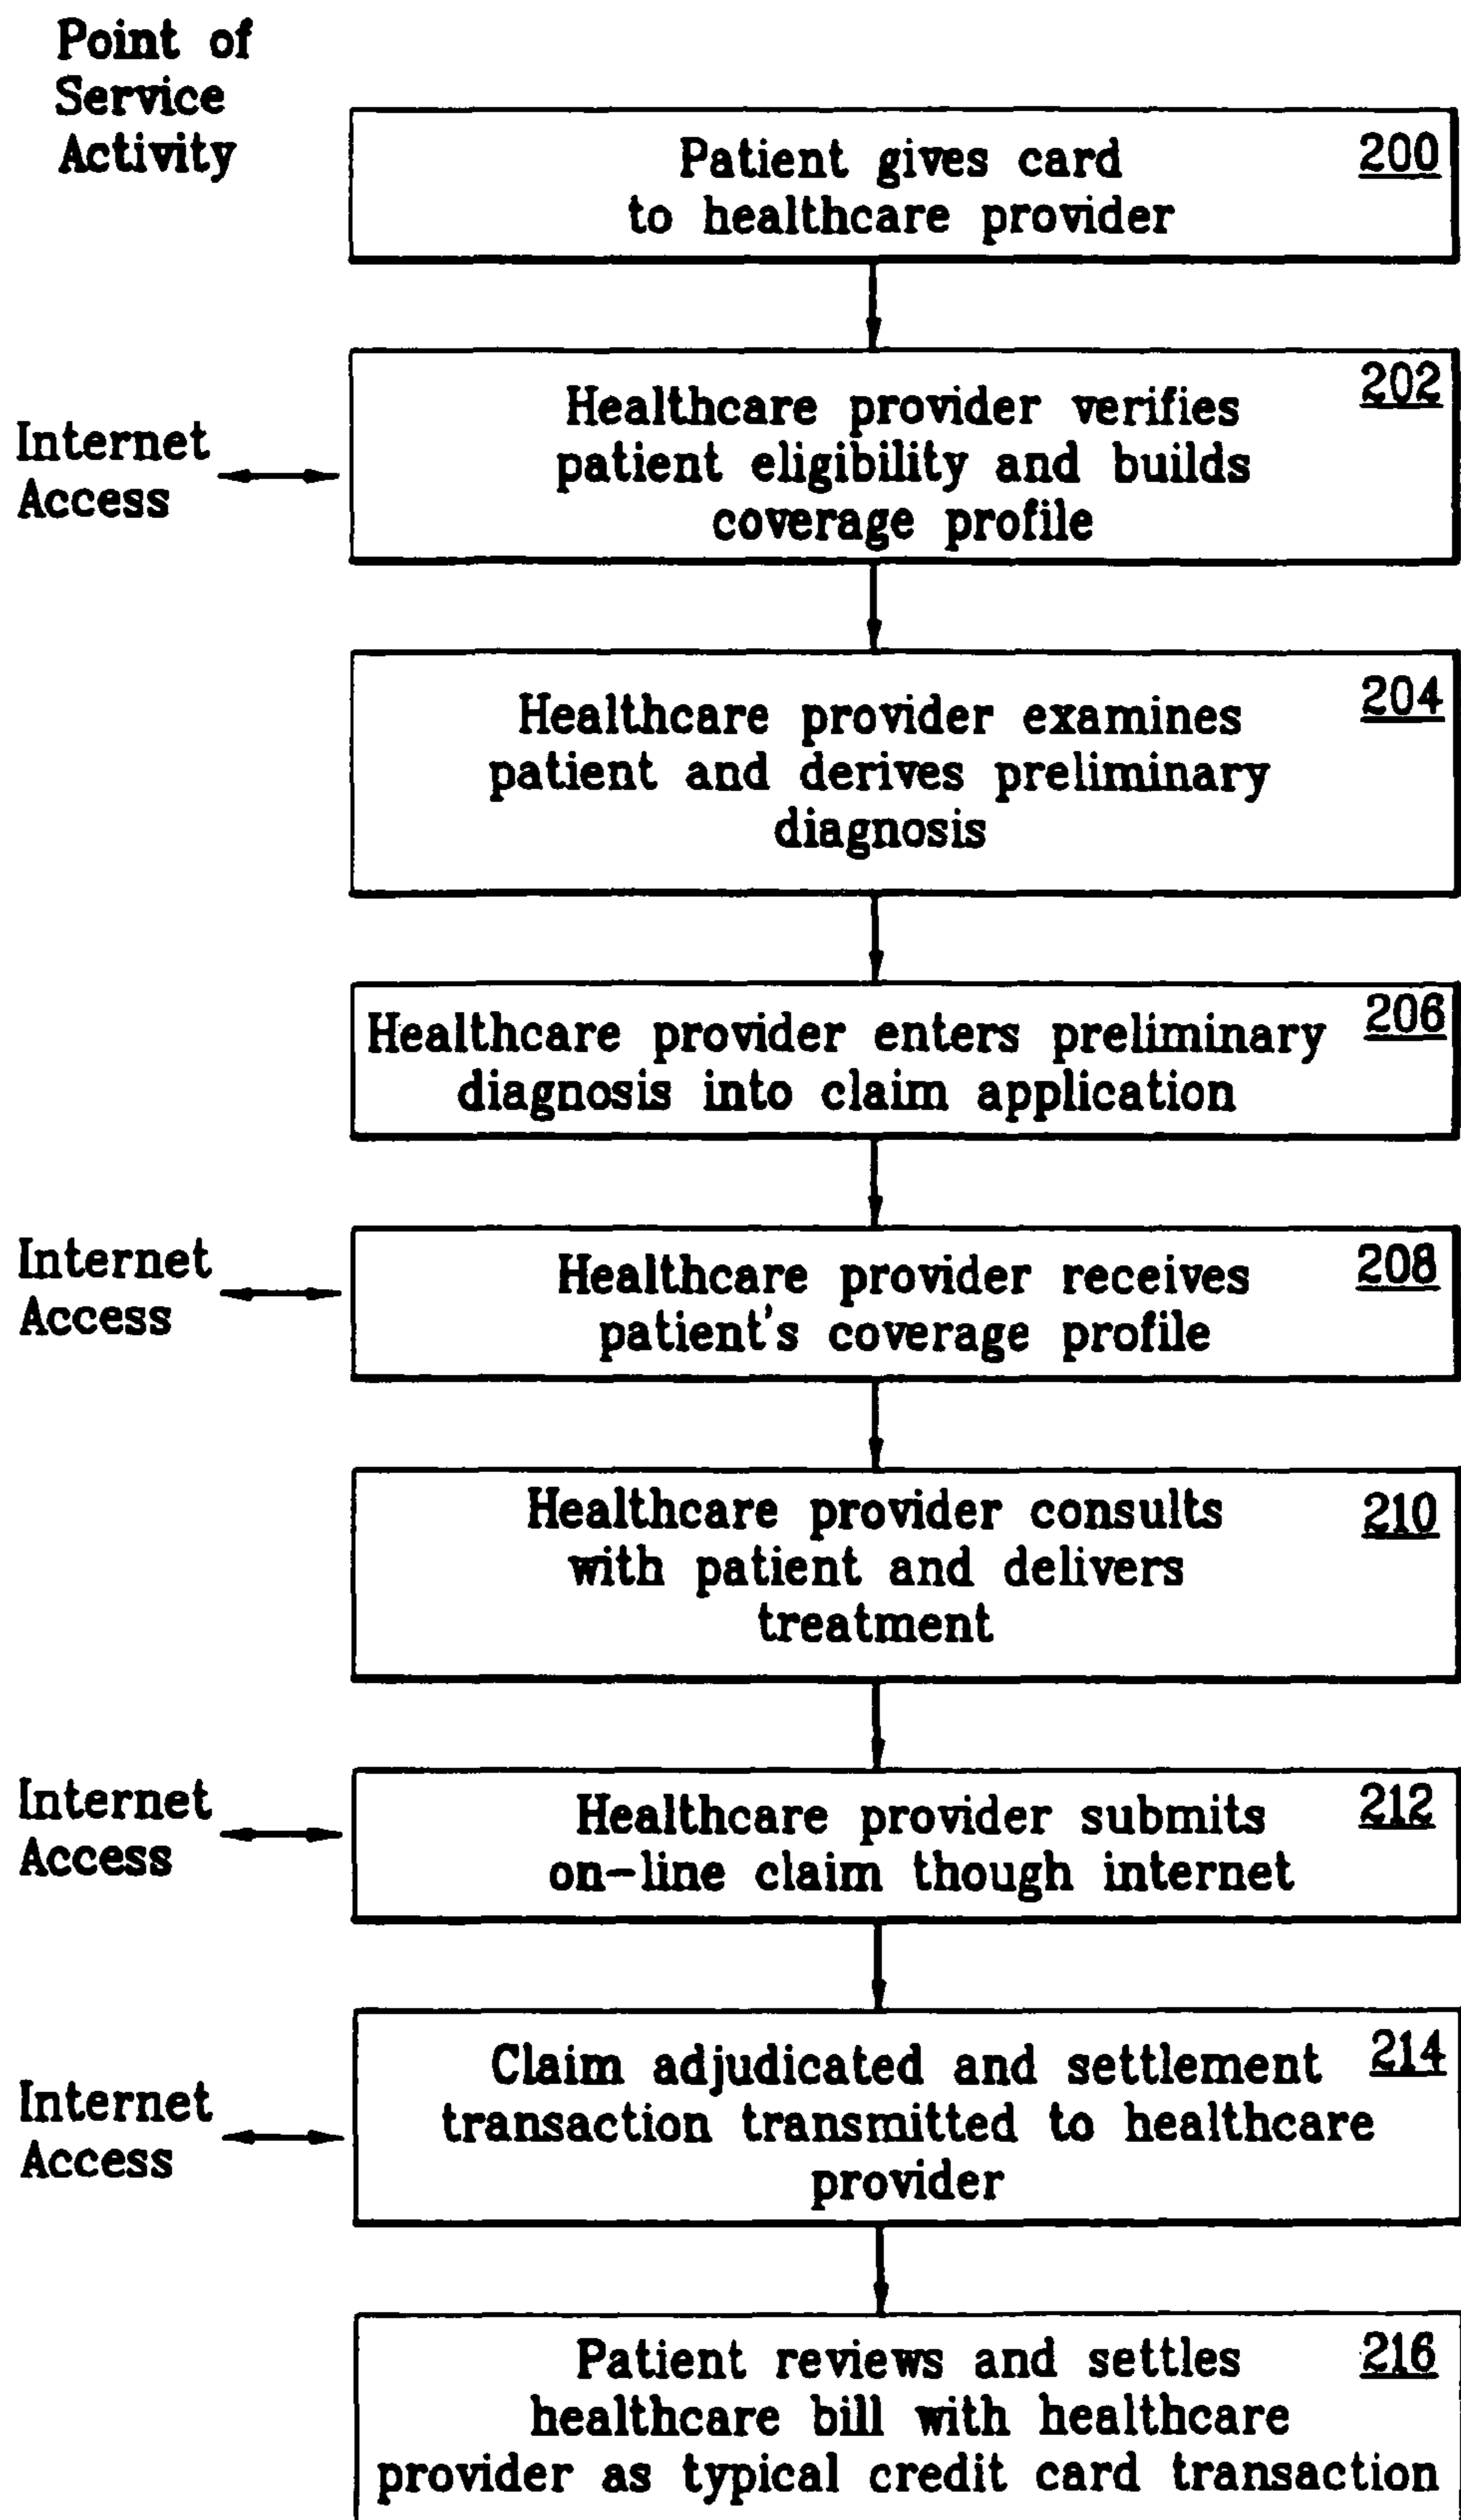 Point of
Service
Activity
Patient gives card
to healthcare provider
200
Internet
Access
Healthcare provider verifies
patient eligibility and builds
coverage profile
202
Healthcare provider examines
patient and derives preliminary
diagnosis
204
Healthcare provider enters preliminary
diagnosis into claim application
206
Internet
Access
Healthcare provider receives
patient's coverage profile
208
Healthcare provider consults
with patient and delivers
treatment
210
Internet
Access
Healthcare provider submits
on-line claim though internet
212
Internet
Access
Claim adjudicated and settlement
transaction transmitted to healthcare
provider
214
Patient reviews and settles
healthcare bill with healthcare
provider as typical credit card transaction
216